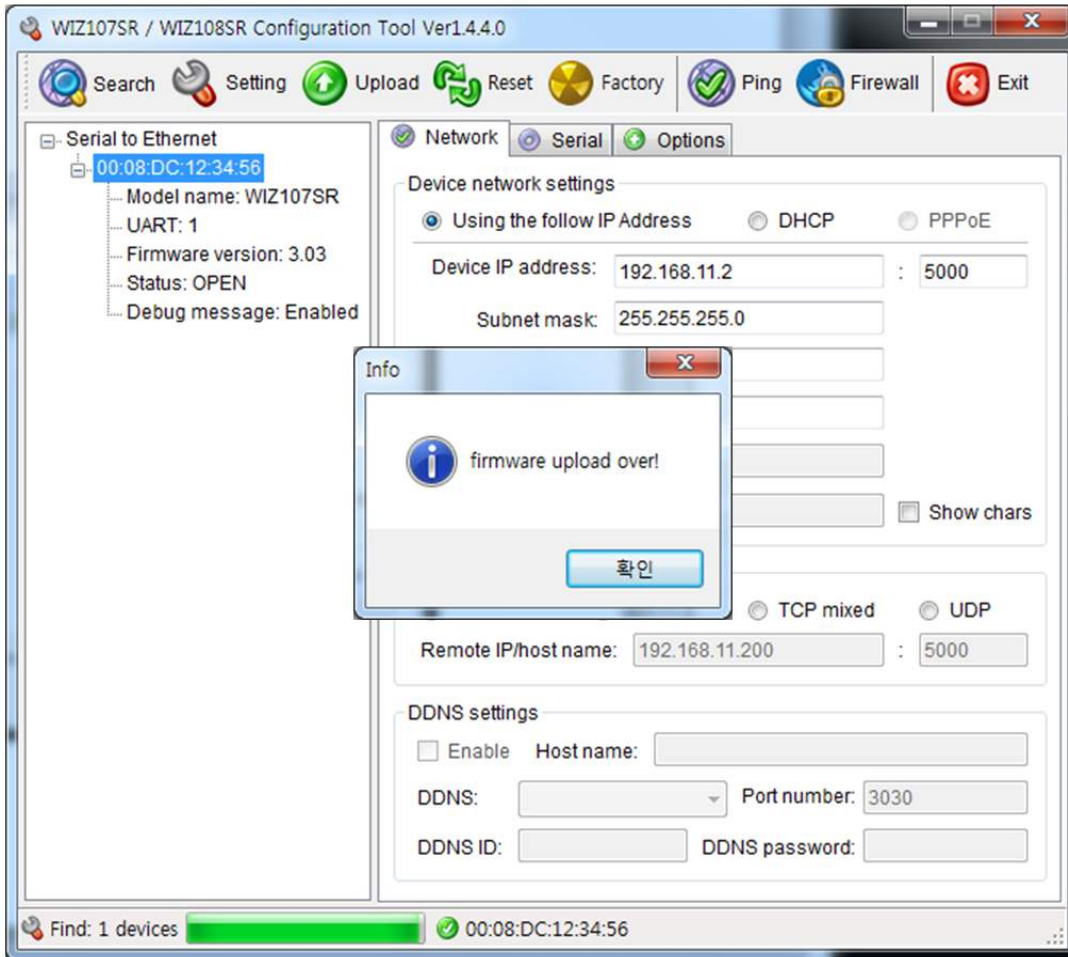 WIZ107SR / WIZ108SR Configuration Tool Ver1.4.4.0
Search Setting Upload Reset Factory Ping Firewall Exit
Serial to Ethernet
00:08:DC:12:34:56
Model name: WIZ107SR
UART: 1
Firmware version: 3.03
Status: OPEN
Debug message: Enabled
Network Serial Options
Device network settings
Using the follow IP Address DHCP PPPoE
Device IP address: 192.168.11.2 : 5000
Subnet mask: 255.255.255.0
Info
firmware upload over!
확인
Show chars
TCP mixed UDP
Remote IP/host name: 192.168.11.200 : 5000
DDNS settings
Enable Host name:
DDNS: Port number: 3030
DDNS ID: DDNS password:
Find: 1 devices 00:08:DC:12:34:56